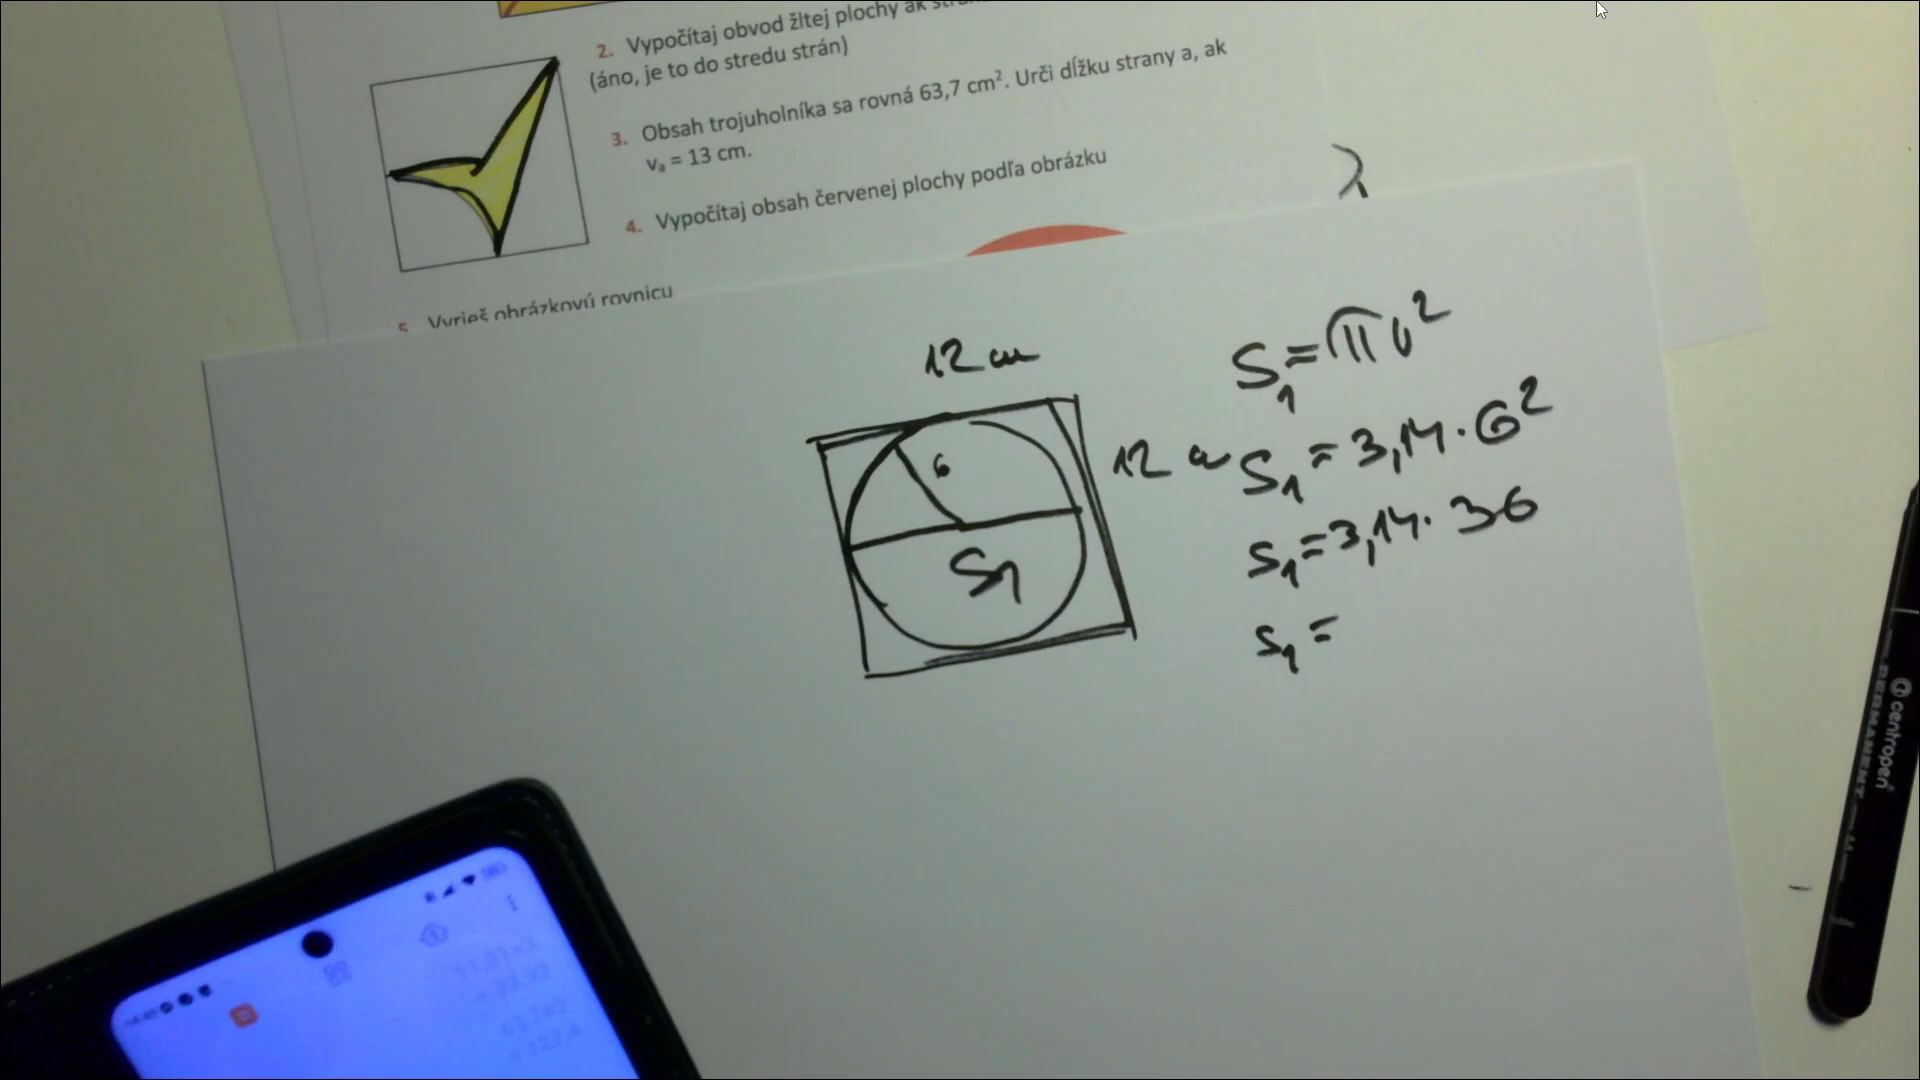 2. Vypočítaj obvod žltej plochy ak
(áno, je to do stredu strán)
3. Obsah trojuholníka sa rovná 63,7 cm². Urči dĺžku strany a, ak
vₐ = 13 cm.
4. Vypočítaj obsah červenej plochy podľa obrázku
5. Vyrieš obrázkovú rovnicu
12 cm
6
S₁
12 c
S₁ = πr²
S₁ = 3,14 · 6²
S₁ = 3,14 · 36
S₁ =
centropen
PERMANENT